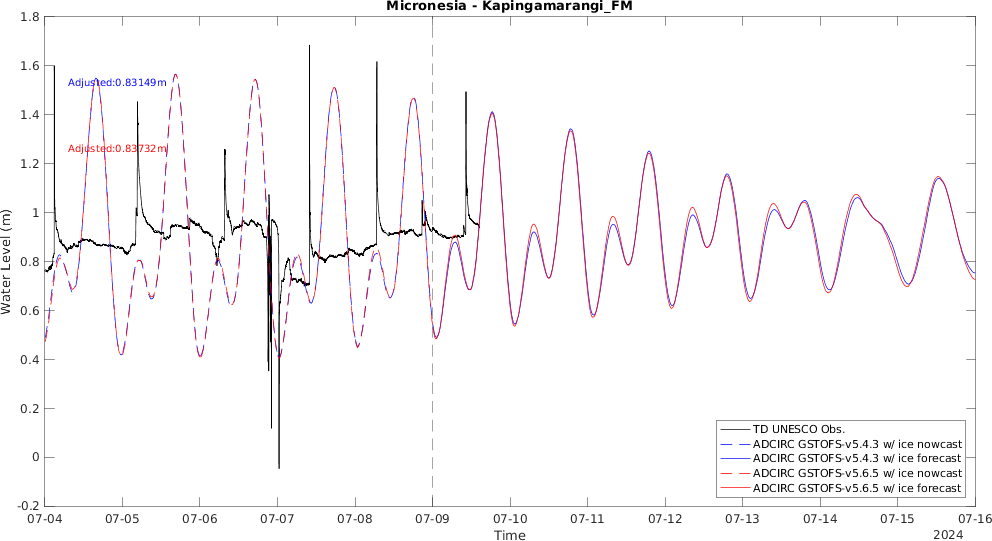 Micronesia - Kapingamarangi_FM
Water Level (m)
1.8
1.6
1.4
1.2
1
0.8
0.6
0.4
0.2
0
-0.2
Adjusted:0.83149m
Adjusted:0.83732m
TD UNESCO Obs.
ADCIRC GSTOFS-v5.4.3 w/ ice nowcast
ADCIRC GSTOFS-v5.4.3 w/ ice forecast
ADCIRC GSTOFS-v5.6.5 w/ ice nowcast
ADCIRC GSTOFS-v5.6.5 w/ ice forecast
07-04 07-05 07-06 07-07 07-08 07-09 07-10 07-11 07-12 07-13 07-14 07-15 07-16
Time
2024